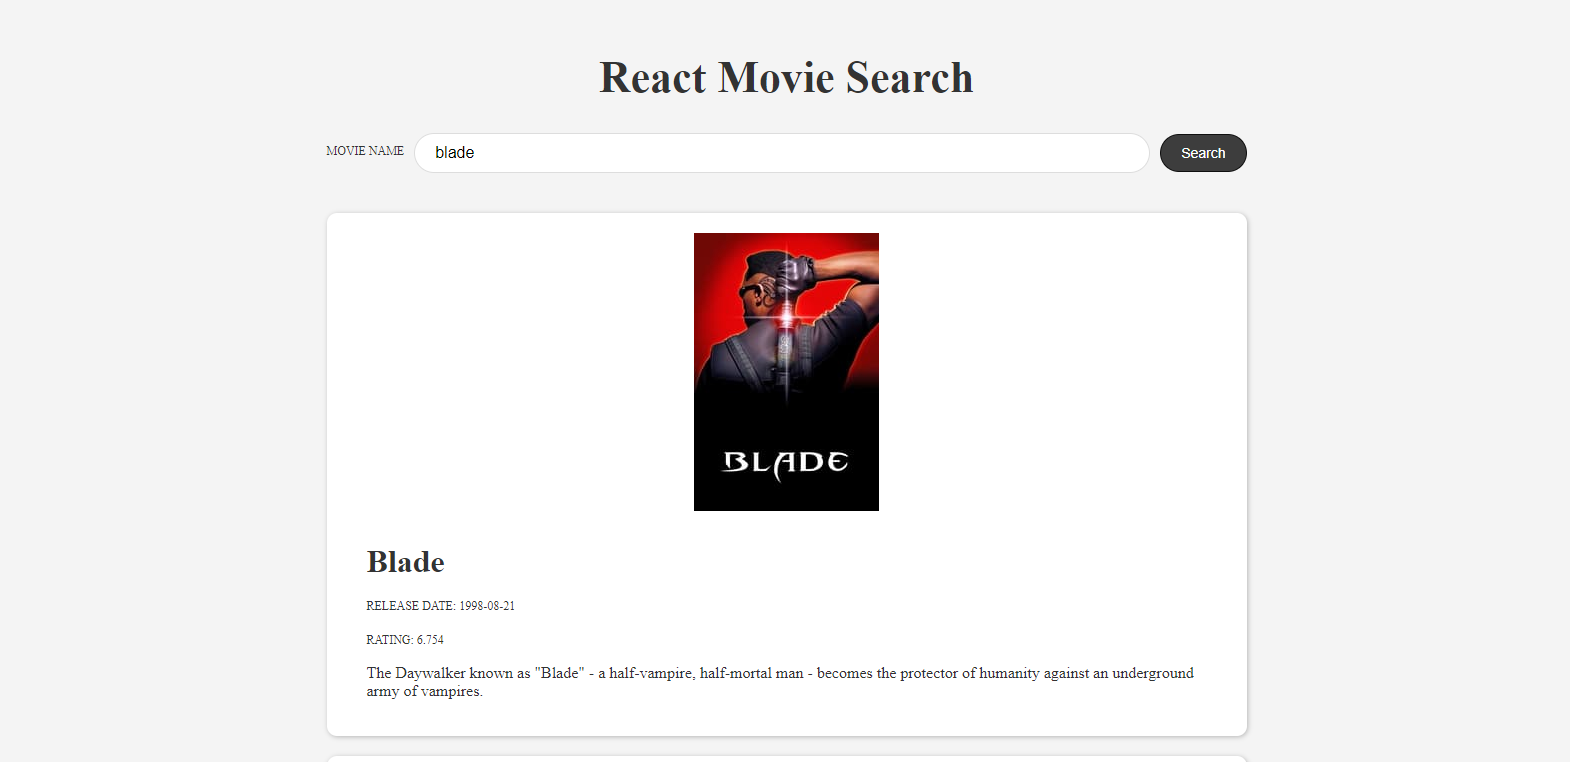 React Movie Search
MOVIE NAME
blade
Search
BLADE
Blade
RELEASE DATE: 1998-08-21
RATING: 6.754
The Daywalker known as "Blade" - a half-vampire, half-mortal man - becomes the protector of humanity against an underground
army of vampires.